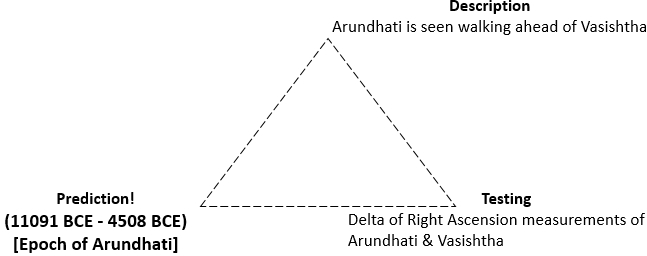 Description
Arundhati is seen walking ahead of Vasishtha
Prediction!
(11091 BCE - 4508 BCE)
[Epoch of Arundhati]
Testing
Delta of Right Ascension measurements of
Arundhati & Vasishtha